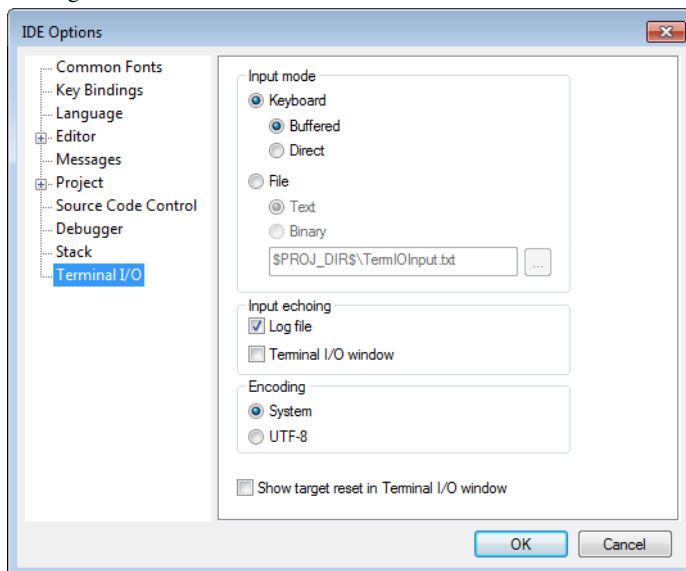 IDE Options
Common Fonts
Key Bindings
Language
Editor
Messages
Project
Source Code Control
Debugger
Stack
Terminal I/O
Input mode
Keyboard
Buffered
Direct
File
Text
Binary
$PROJ_DIR$\TermIOInput.txt
...
Input echoing
Log file
Terminal I/O window
Encoding
System
UTF-8
Show target reset in Terminal I/O window
OK
Cancel